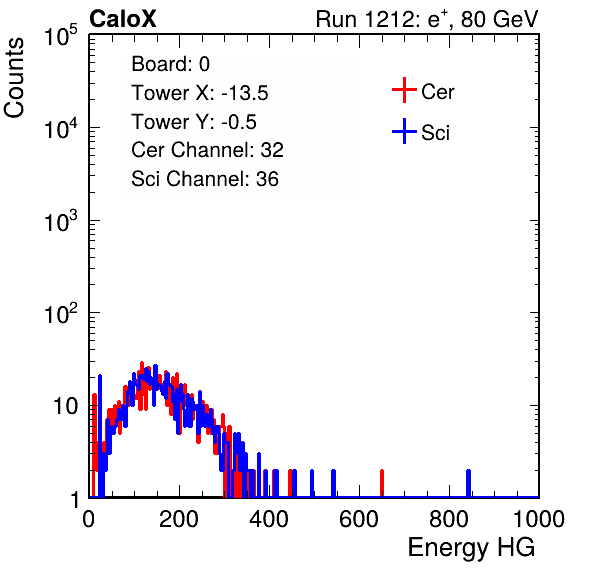 CaloX Run 1212: e⁺, 80 GeV
Counts
10⁵
10⁴
10³
10²
10
1
Board: 0
Tower X: -13.5
Tower Y: -0.5
Cer Channel: 32
Sci Channel: 36
Cer
Sci
0 200 400 600 800 1000
Energy HG